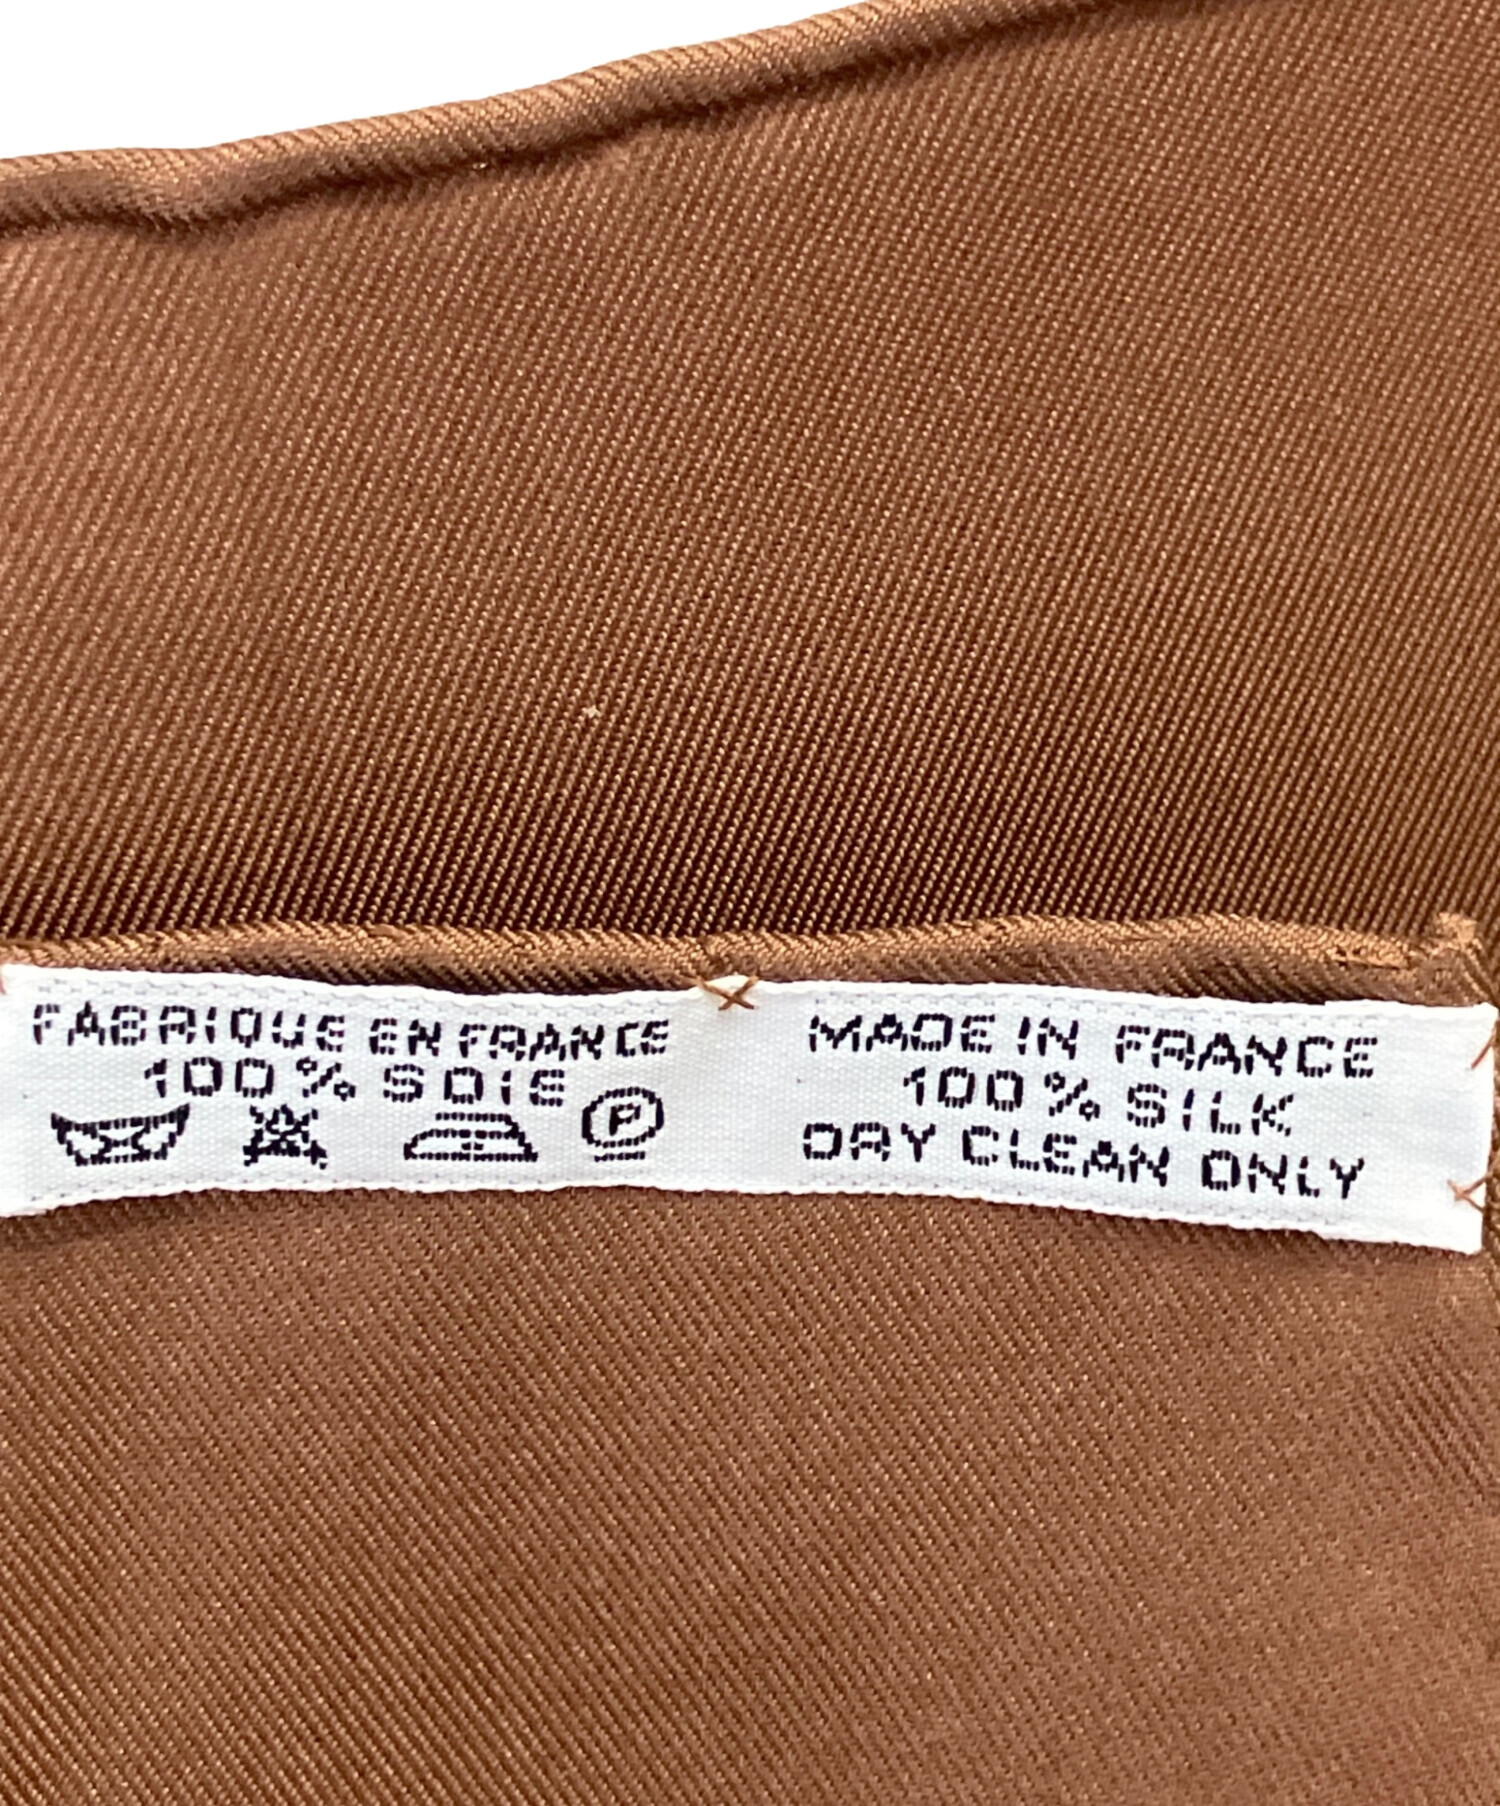 FABRIQUE EN FRANCE
100% SOIE
P
MADE IN FRANCE
100% SILK
DRY CLEAN ONLY